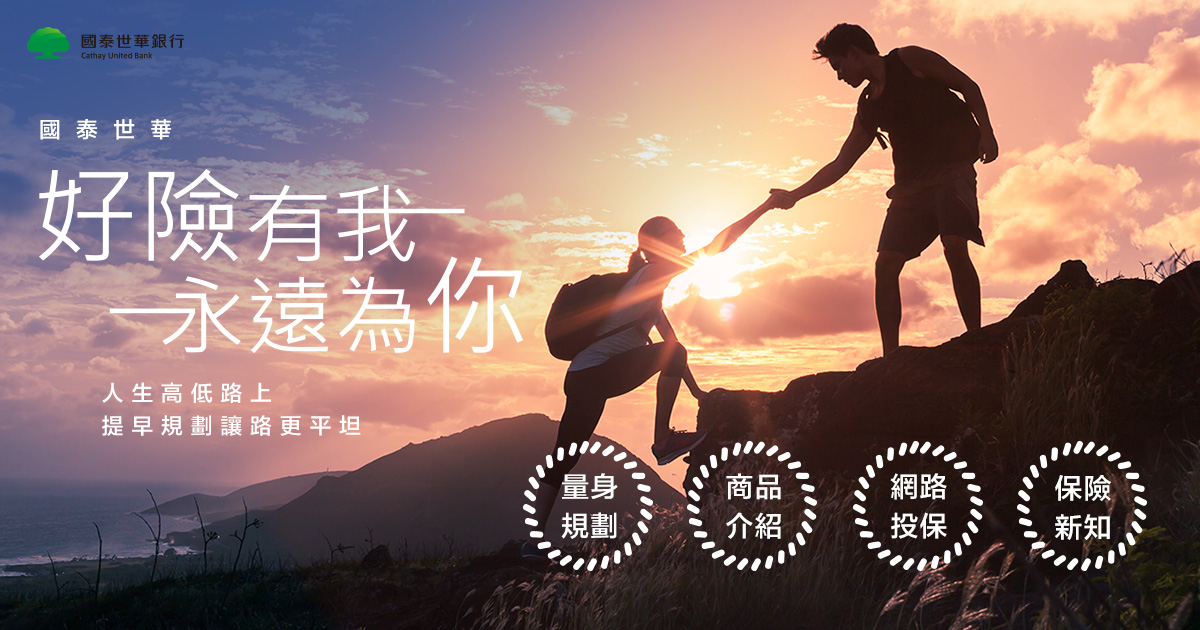 國泰世華銀行
Cathay United Bank
國泰世華
好險有我一
一永遠為你
人生高低路上
提早規劃讓路更平坦
量身
規劃
商品
介紹
網路
投保
保險
新知